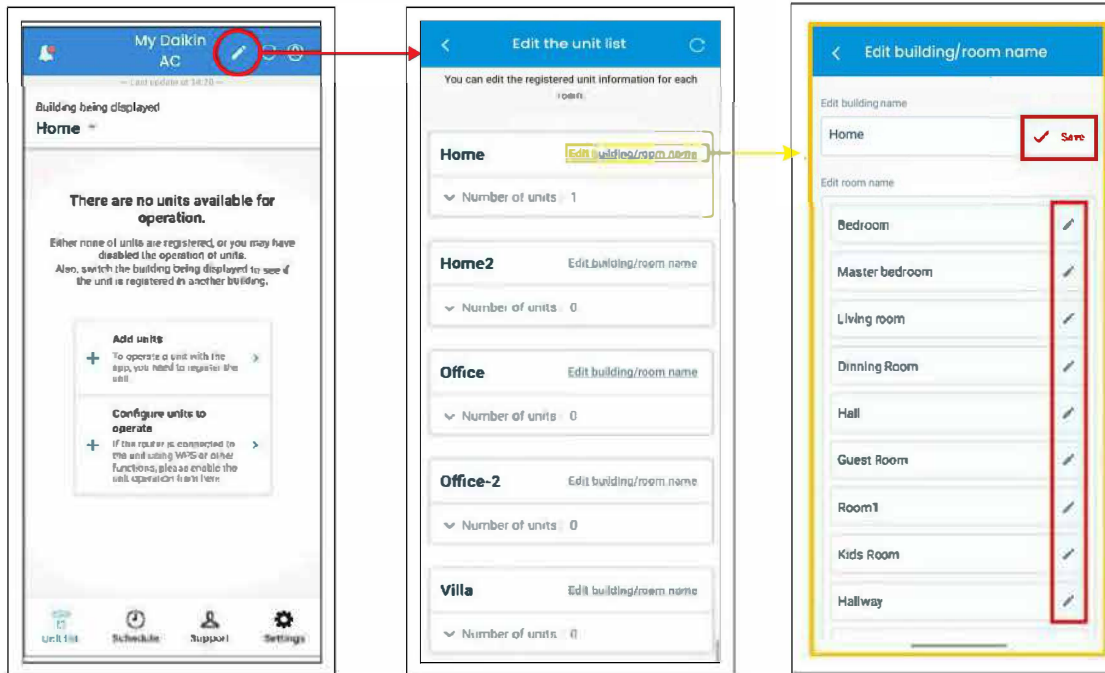 My Daikin
AC
— Last update at 14:20 —
Building being displayed
Home
There are no units available for
operation.
Either none of units are registered, or you may have
disabled the operation of units.
Also, switch the building being displayed to see if
the unit is registered in another building.
Add units
To operate a unit with the
app, you need to register the
unit
Configure units to
operate
If the router is connected to
the unit using WPS or other
functions, please enable the
unit operation from here
Unit list
Schedule
Support
Settings
Edit the unit list
You can edit the registered unit information for each
room.
Home
Edit building/room name
Number of units 1
Home2
Edit building/room name
Number of units 0
Office
Edit building/room name
Number of units 0
Office-2
Edit building/room name
Number of units 0
Villa
Edit building/room name
Number of units 0
Edit building/room name
Edit building name
Home
Save
Edit room name
Bedroom
Master bedroom
Living room
Dinning Room
Hall
Guest Room
Room1
Kids Room
Hallway